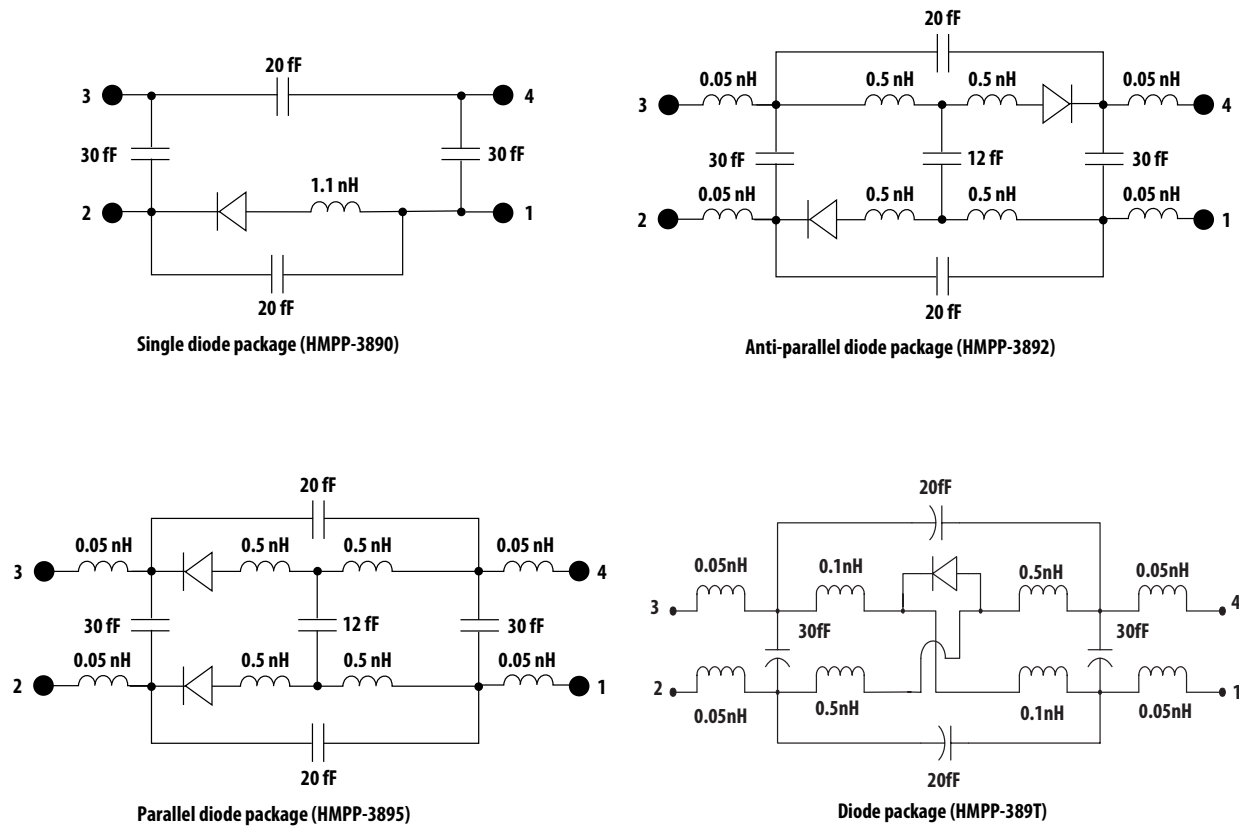 20 fF
3
4
30 fF
30 fF
1.1 nH
2
1
20 fF
Single diode package (HMPP-3890)
20 fF
0.05 nH
0.5 nH
0.5 nH
0.05 nH
3
4
30 fF
12 fF
30 fF
0.05 nH
0.5 nH
0.5 nH
0.05 nH
2
1
20 fF
Anti-parallel diode package (HMPP-3892)
20 fF
0.05 nH
0.5 nH
0.5 nH
0.05 nH
3
4
30 fF
12 fF
30 fF
0.05 nH
0.5 nH
0.5 nH
0.05 nH
2
1
20 fF
Parallel diode package (HMPP-3895)
20fF
0.05nH
0.1nH
0.5nH
0.05nH
3
4
30fF
30fF
2
1
0.05nH
0.5nH
0.1nH
0.05nH
20fF
Diode package (HMPP-389T)